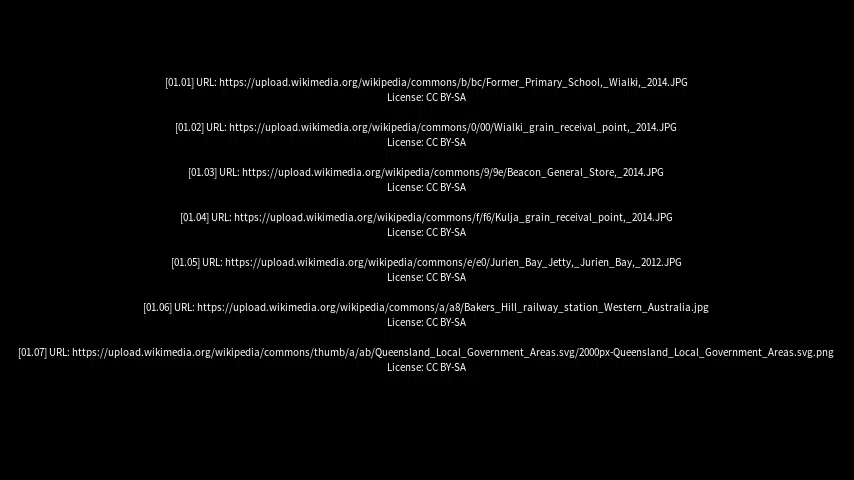 [01.01] URL: https://upload.wikimedia.org/wikipedia/commons/b/bc/Former_Primary_School,_Wialki,_2014.JPG
License: CC BY-SA
[01.02] URL: https://upload.wikimedia.org/wikipedia/commons/0/00/Wialki_grain_receival_point,_2014.JPG
License: CC BY-SA
[01.03] URL: https://upload.wikimedia.org/wikipedia/commons/9/9e/Beacon_General_Store,_2014.JPG
License: CC BY-SA
[01.04] URL: https://upload.wikimedia.org/wikipedia/commons/f/f6/Kulja_grain_receival_point,_2014.JPG
License: CC BY-SA
[01.05] URL: https://upload.wikimedia.org/wikipedia/commons/e/e0/Jurien_Bay_Jetty,_Jurien_Bay,_2012.JPG
License: CC BY-SA
[01.06] URL: https://upload.wikimedia.org/wikipedia/commons/a/a8/Bakers_Hill_railway_station_Western_Australia.jpg
License: CC BY-SA
[01.07] URL: https://upload.wikimedia.org/wikipedia/commons/thumb/a/ab/Queensland_Local_Government_Areas.svg/2000px-Queensland_Local_Government_Areas.svg.png
License: CC BY-SA